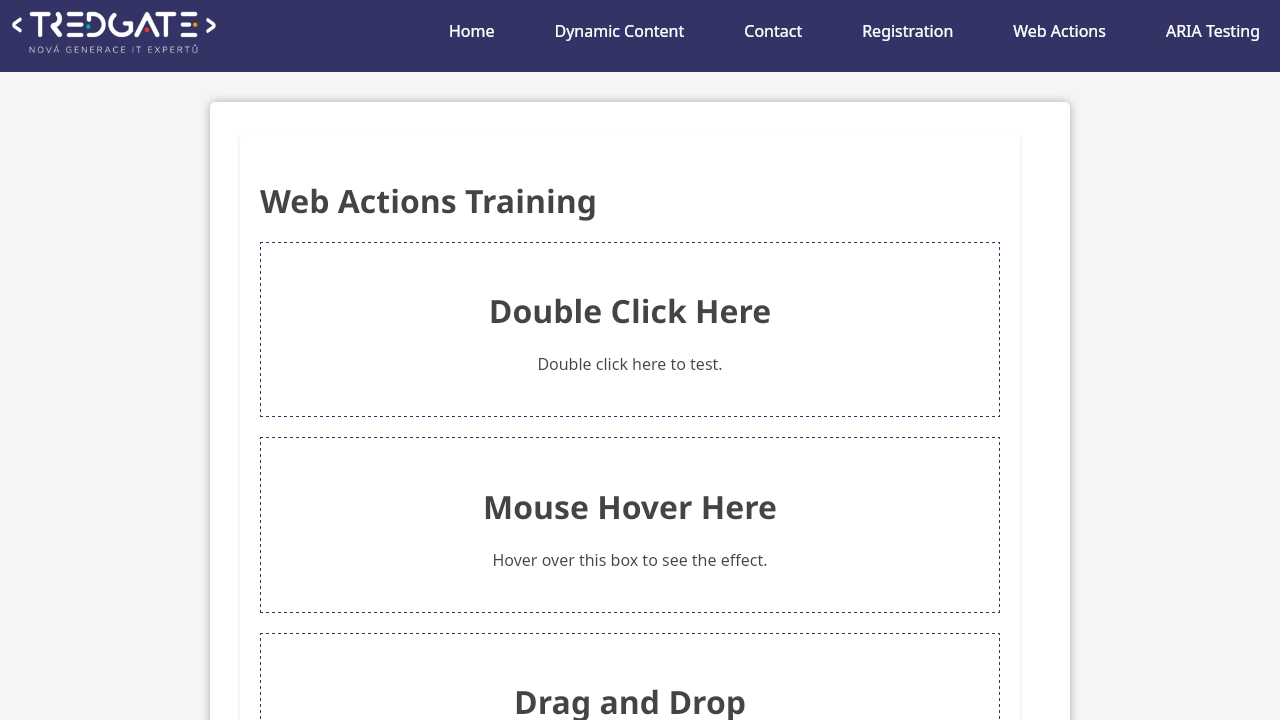 < TREDGATE >
NOVÁ GENERACE IT EXPERTŮ
Home
Dynamic Content
Contact
Registration
Web Actions
ARIA Testing
Web Actions Training
Double Click Here
Double click here to test.
Mouse Hover Here
Hover over this box to see the effect.
Drag and Drop